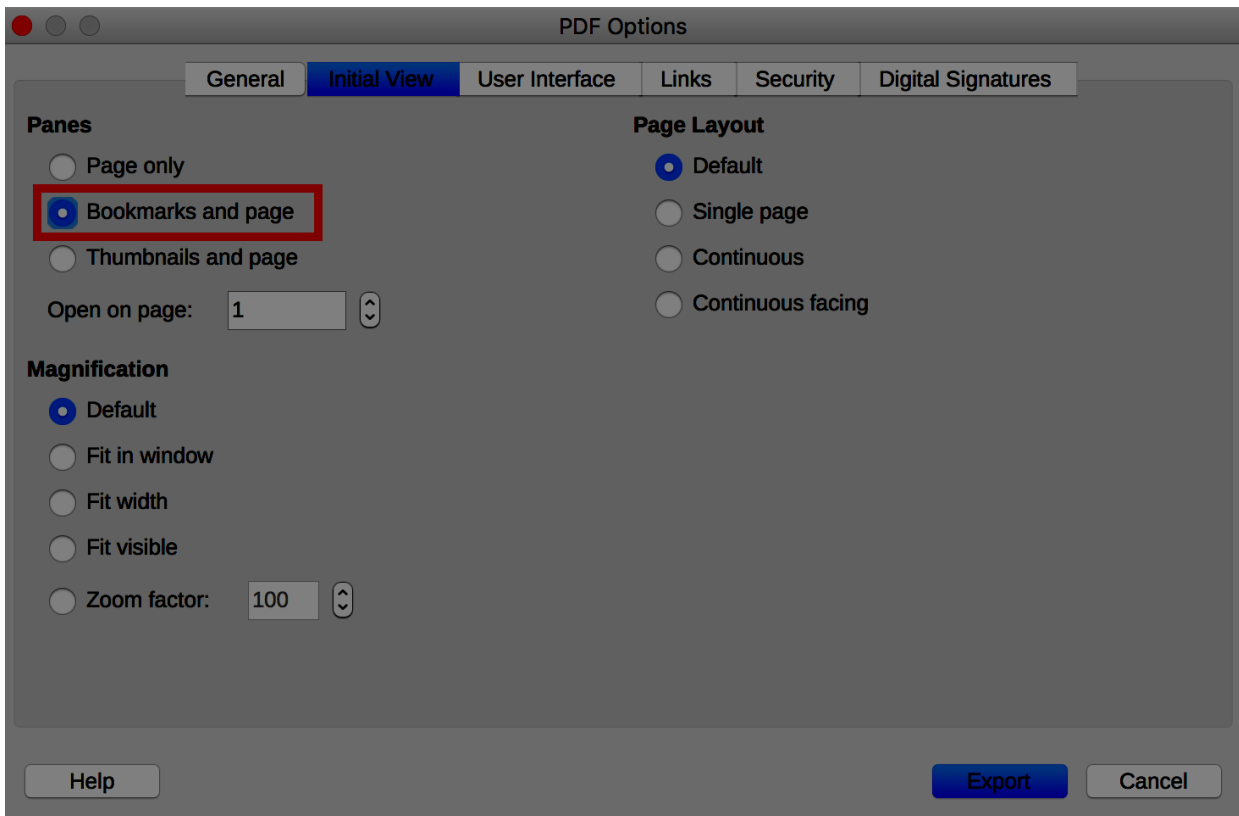 PDF Options
General Initial View User Interface Links Security Digital Signatures
Panes
Page only
Bookmarks and page
Thumbnails and page
Open on page: 1
Magnification
Default
Fit in window
Fit width
Fit visible
Zoom factor: 100
Page Layout
Default
Single page
Continuous
Continuous facing
Help Export Cancel